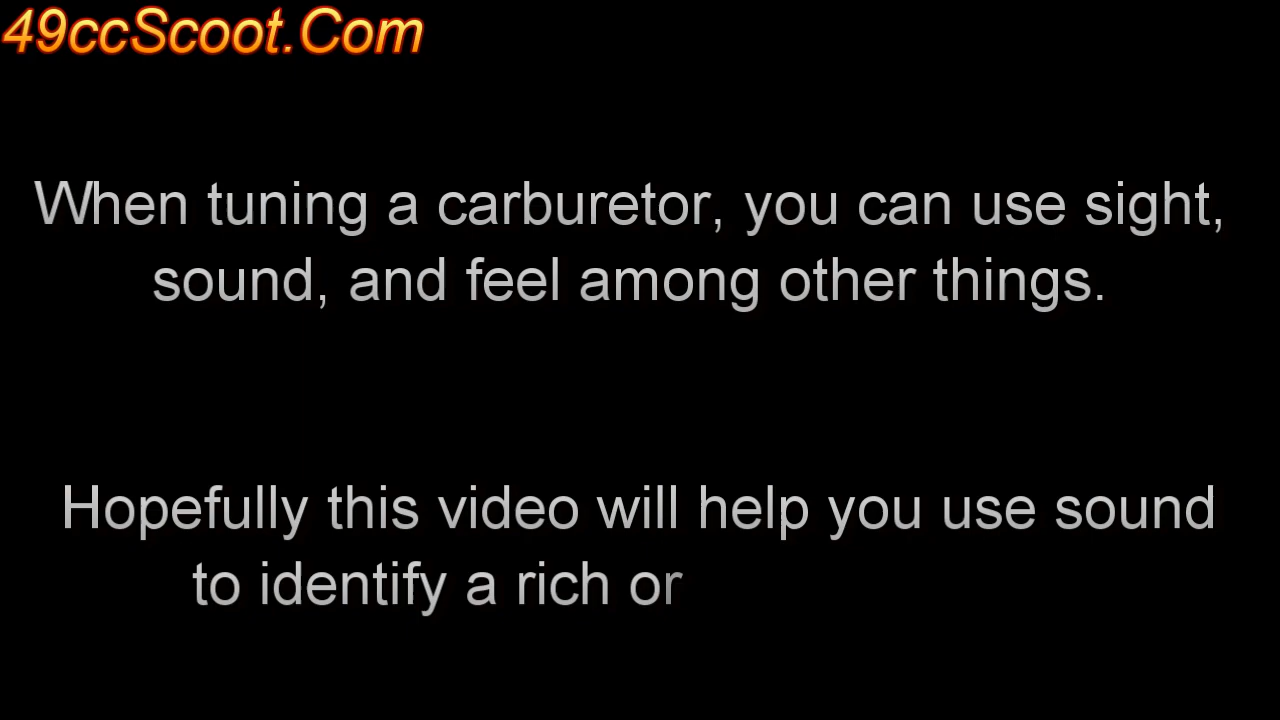 49ccScoot.Com
When tuning a carburetor, you can use sight,
sound, and feel among other things.
Hopefully this video will help you use sound
to identify a rich or